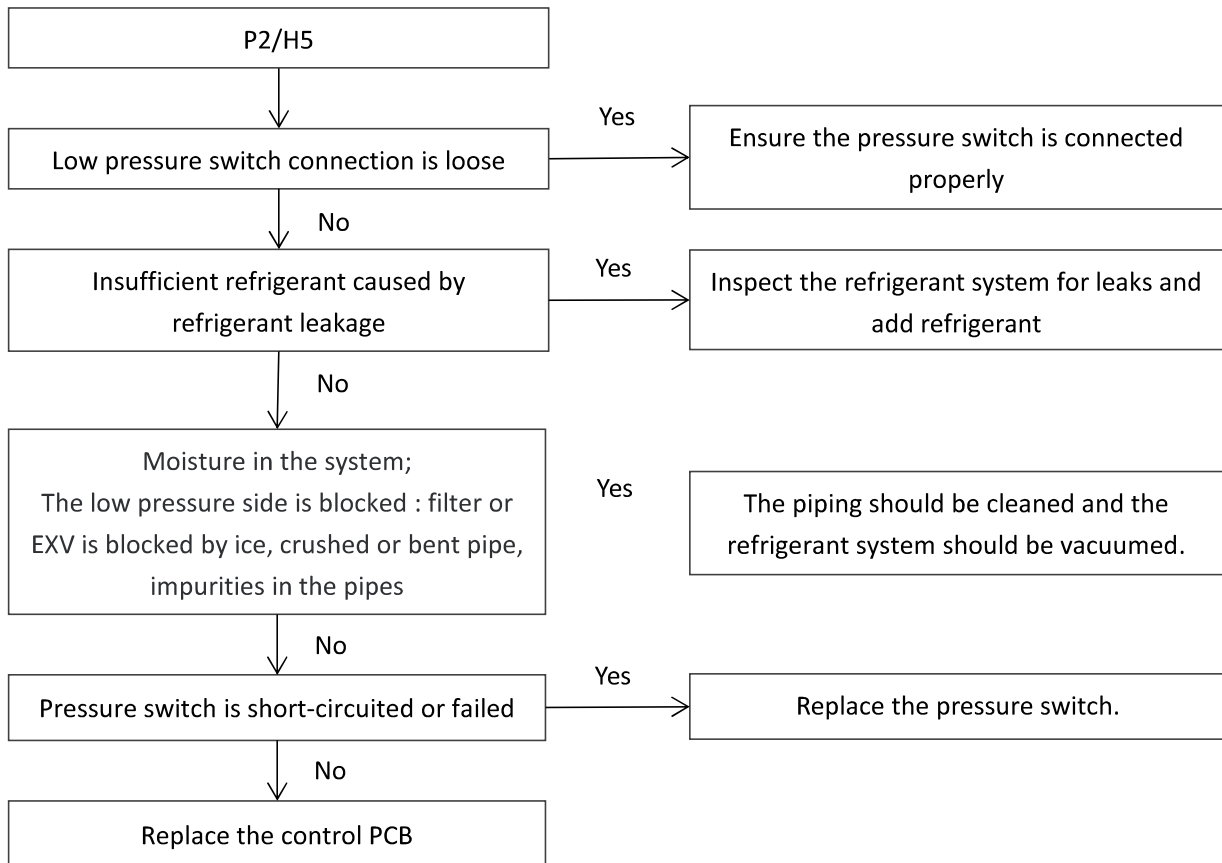 P2/H5
Yes
Low pressure switch connection is loose
Ensure the pressure switch is connected
properly
No
Insufficient refrigerant caused by
refrigerant leakage
Yes
Inspect the refrigerant system for leaks and
add refrigerant
No
Moisture in the system;
The low pressure side is blocked : filter or
EXV is blocked by ice, crushed or bent pipe,
impurities in the pipes
Yes
The piping should be cleaned and the
refrigerant system should be vacuumed.
No
Pressure switch is short-circuited or failed
Yes
Replace the pressure switch.
No
Replace the control PCB